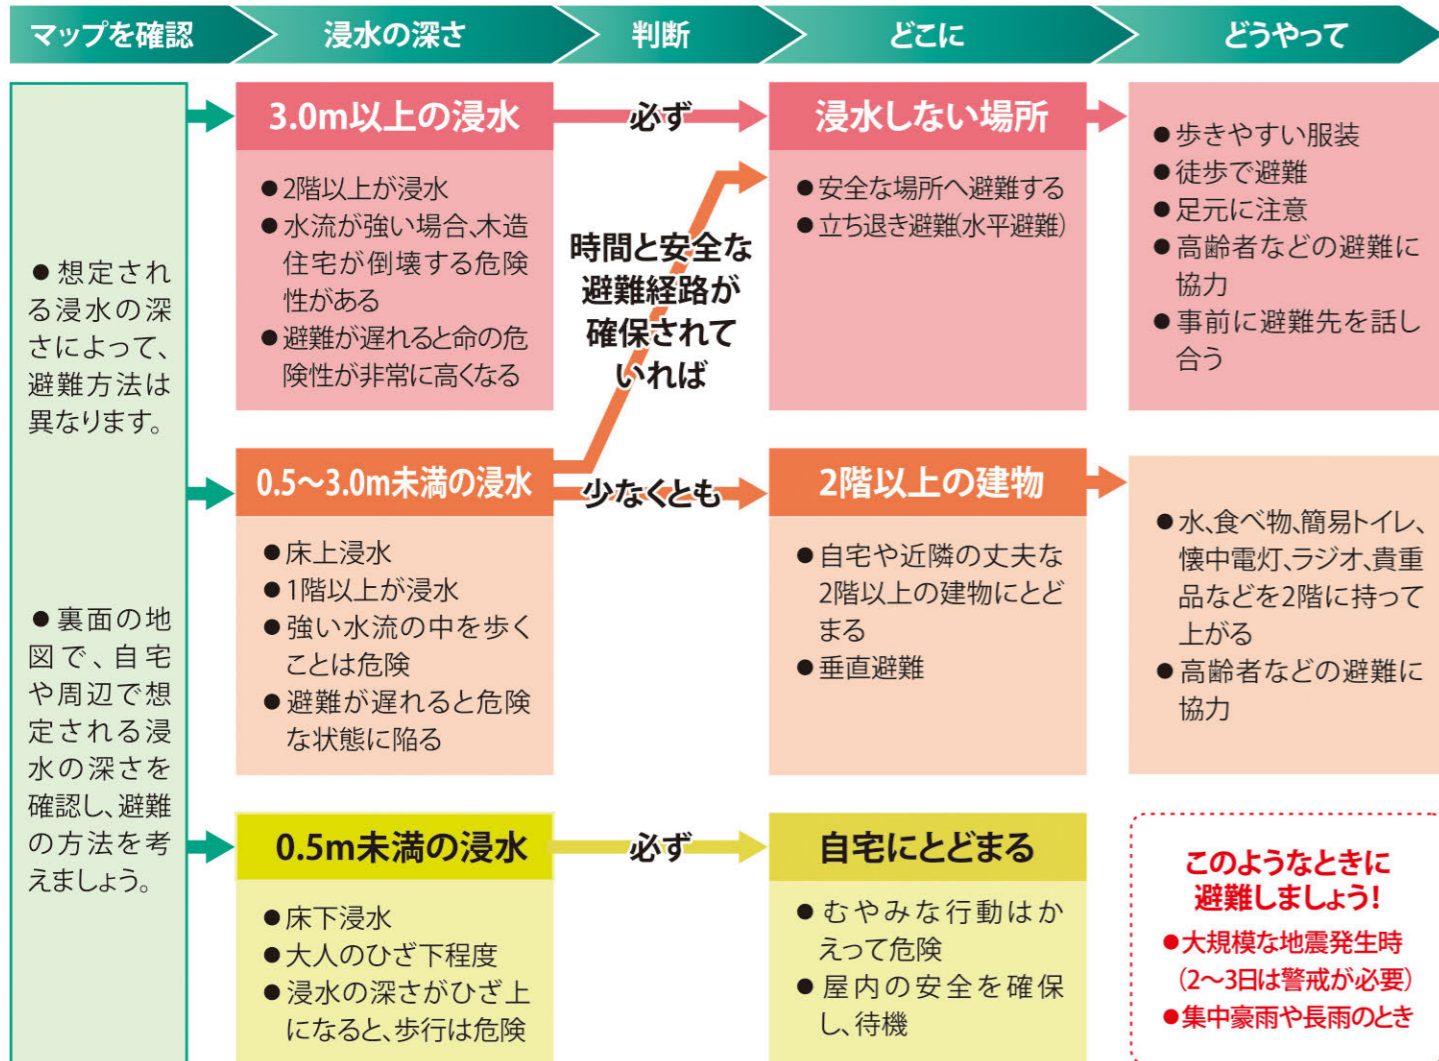 マップを確認
浸水の深さ
判断
どこに
どうやって
●想定され
る浸水の深
さによって、
避難方法は
異なります。
●裏面の地
図で、自宅
や周辺で想
定される浸
水の深さを
確認し、避難
の方法を考
えましょう。
3.0m以上の浸水
●2階以上が浸水
●水流が強い場合、木造
住宅が倒壊する危険
性がある
●避難が遅れると命の危
険性が非常に高くなる
必ず
浸水しない場所
●安全な場所へ避難する
●立ち退き避難(水平避難)
●歩きやすい服装
●徒歩で避難
●足元に注意
●高齢者などの避難に
協力
●事前に避難先を話し
合う
時間と安全な
避難経路が
確保されて
いれば
0.5〜3.0m未満の浸水
●床上浸水
●1階以上が浸水
●強い水流の中を歩く
ことは危険
●避難が遅れると危険
な状態に陥る
少なくとも
2階以上の建物
●自宅や近隣の丈夫な
2階以上の建物にとど
まる
●垂直避難
●水、食べ物、簡易トイレ、
懐中電灯、ラジオ、貴重
品などを2階に持って
上がる
●高齢者などの避難に
協力
0.5m未満の浸水
●床下浸水
●大人のひざ下程度
●浸水の深さがひざ上
になると、歩行は危険
必ず
自宅にとどまる
●むやみな行動はか
えって危険
●屋内の安全を確保
し、待機
このようなときに
避難しましょう!
●大規模な地震発生時
(2〜3日は警戒が必要)
●集中豪雨や長雨のとき